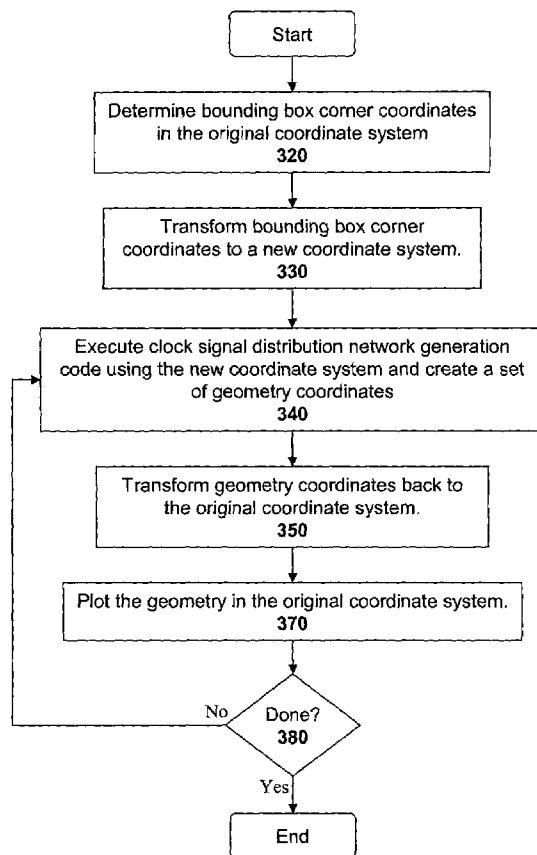 Start
Determine bounding box corner coordinates
in the original coordinate system
320
Transform bounding box corner
coordinates to a new coordinate system.
330
Execute clock signal distribution network generation
code using the new coordinate system and create a set
of geometry coordinates
340
Transform geometry coordinates back to
the original coordinate system.
350
Plot the geometry in the original coordinate system.
370
No
Done?
380
Yes
End